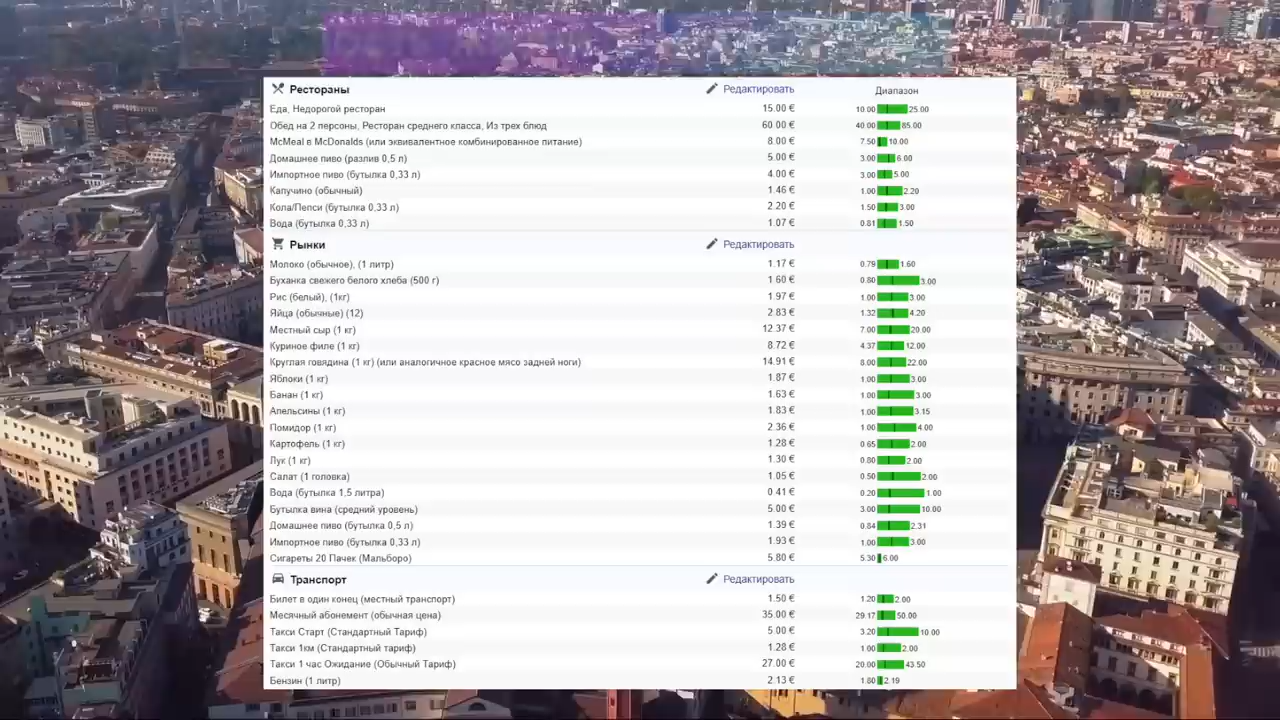 Рестораны Редактировать Диапазон
Еда, Недорогой ресторан 15.00 € 10.00 25.00
Обед на 2 персоны, Ресторан среднего класса, Из трех блюд 60.00 € 40.00 85.00
McMeal в McDonalds (или эквивалентное комбинированное питание) 8.00 € 7.50 10.00
Домашнее пиво (разлив 0,5 л) 5.00 € 3.00 6.00
Импортное пиво (бутылка 0,33 л) 4.00 € 3.00 5.00
Капучино (обычный) 1.46 € 1.00 2.20
Кола/Пепси (бутылка 0,33 л) 2.20 € 1.50 3.00
Вода (бутылка 0,33 л) 1.07 € 0.81 1.50
Рынки Редактировать
Молоко (обычное), (1 литр) 1.17 € 0.79 1.60
Буханка свежего белого хлеба (500 г) 1.60 € 0.80 3.00
Рис (белый), (1кг) 1.97 € 1.00 3.00
Яйца (обычные) (12) 2.83 € 1.32 4.20
Местный сыр (1 кг) 12.37 € 7.00 20.00
Куриное филе (1 кг) 8.72 € 4.37 12.00
Круглая говядина (1 кг) (или аналогичное красное мясо задней ноги) 14.91 € 8.00 22.00
Яблоки (1 кг) 1.87 € 1.00 3.00
Банан (1 кг) 1.63 € 1.00 3.00
Апельсины (1 кг) 1.83 € 1.00 3.15
Помидор (1 кг) 2.36 € 1.00 4.00
Картофель (1 кг) 1.28 € 0.65 2.00
Лук (1 кг) 1.30 € 0.80 2.00
Салат (1 головка) 1.05 € 0.50 2.00
Вода (бутылка 1,5 литра) 0.41 € 0.20 1.00
Бутылка вина (средний уровень) 5.00 € 3.00 10.00
Домашнее пиво (бутылка 0,5 л) 1.39 € 0.84 2.31
Импортное пиво (бутылка 0,33 л) 1.93 € 1.00 3.00
Сигареты 20 Пачек (Мальборо) 5.80 € 5.30 6.00
Транспорт Редактировать
Билет в один конец (местный транспорт) 1.50 € 1.20 2.00
Месячный абонемент (обычная цена) 35.00 € 29.17 50.00
Такси Старт (Стандартный Тариф) 5.00 € 3.20 10.00
Такси 1км (Стандартный тариф) 1.28 € 1.00 2.00
Такси 1 час Ожидание (Обычный Тариф) 27.00 € 20.00 43.50
Бензин (1 литр) 2.13 € 1.80 2.19